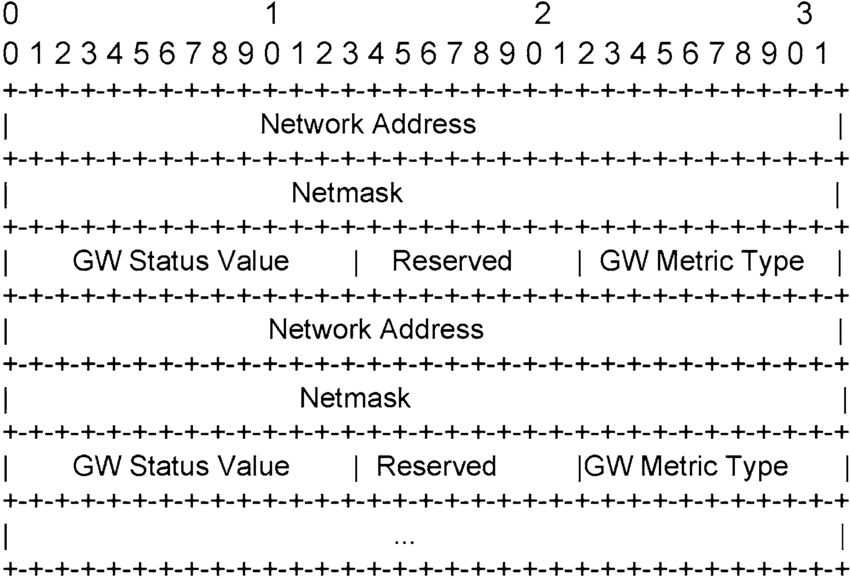 0 1 2 3
0 1 2 3 4 5 6 7 8 9 0 1 2 3 4 5 6 7 8 9 0 1 2 3 4 5 6 7 8 9 0 1
+-+-+-+-+-+-+-+-+-+-+-+-+-+-+-+-+-+-+-+-+-+-+-+-+-+-+-+-+-+-+-+-+
| Network Address |
+-+-+-+-+-+-+-+-+-+-+-+-+-+-+-+-+-+-+-+-+-+-+-+-+-+-+-+-+-+-+-+-+
| Netmask |
+-+-+-+-+-+-+-+-+-+-+-+-+-+-+-+-+-+-+-+-+-+-+-+-+-+-+-+-+-+-+-+-+
| GW Status Value | Reserved | GW Metric Type |
+-+-+-+-+-+-+-+-+-+-+-+-+-+-+-+-+-+-+-+-+-+-+-+-+-+-+-+-+-+-+-+-+
| Network Address |
+-+-+-+-+-+-+-+-+-+-+-+-+-+-+-+-+-+-+-+-+-+-+-+-+-+-+-+-+-+-+-+-+
| Netmask |
+-+-+-+-+-+-+-+-+-+-+-+-+-+-+-+-+-+-+-+-+-+-+-+-+-+-+-+-+-+-+-+-+
| GW Status Value | Reserved |GW Metric Type |
+-+-+-+-+-+-+-+-+-+-+-+-+-+-+-+-+-+-+-+-+-+-+-+-+-+-+-+-+-+-+-+-+
| ... |
+-+-+-+-+-+-+-+-+-+-+-+-+-+-+-+-+-+-+-+-+-+-+-+-+-+-+-+-+-+-+-+-+